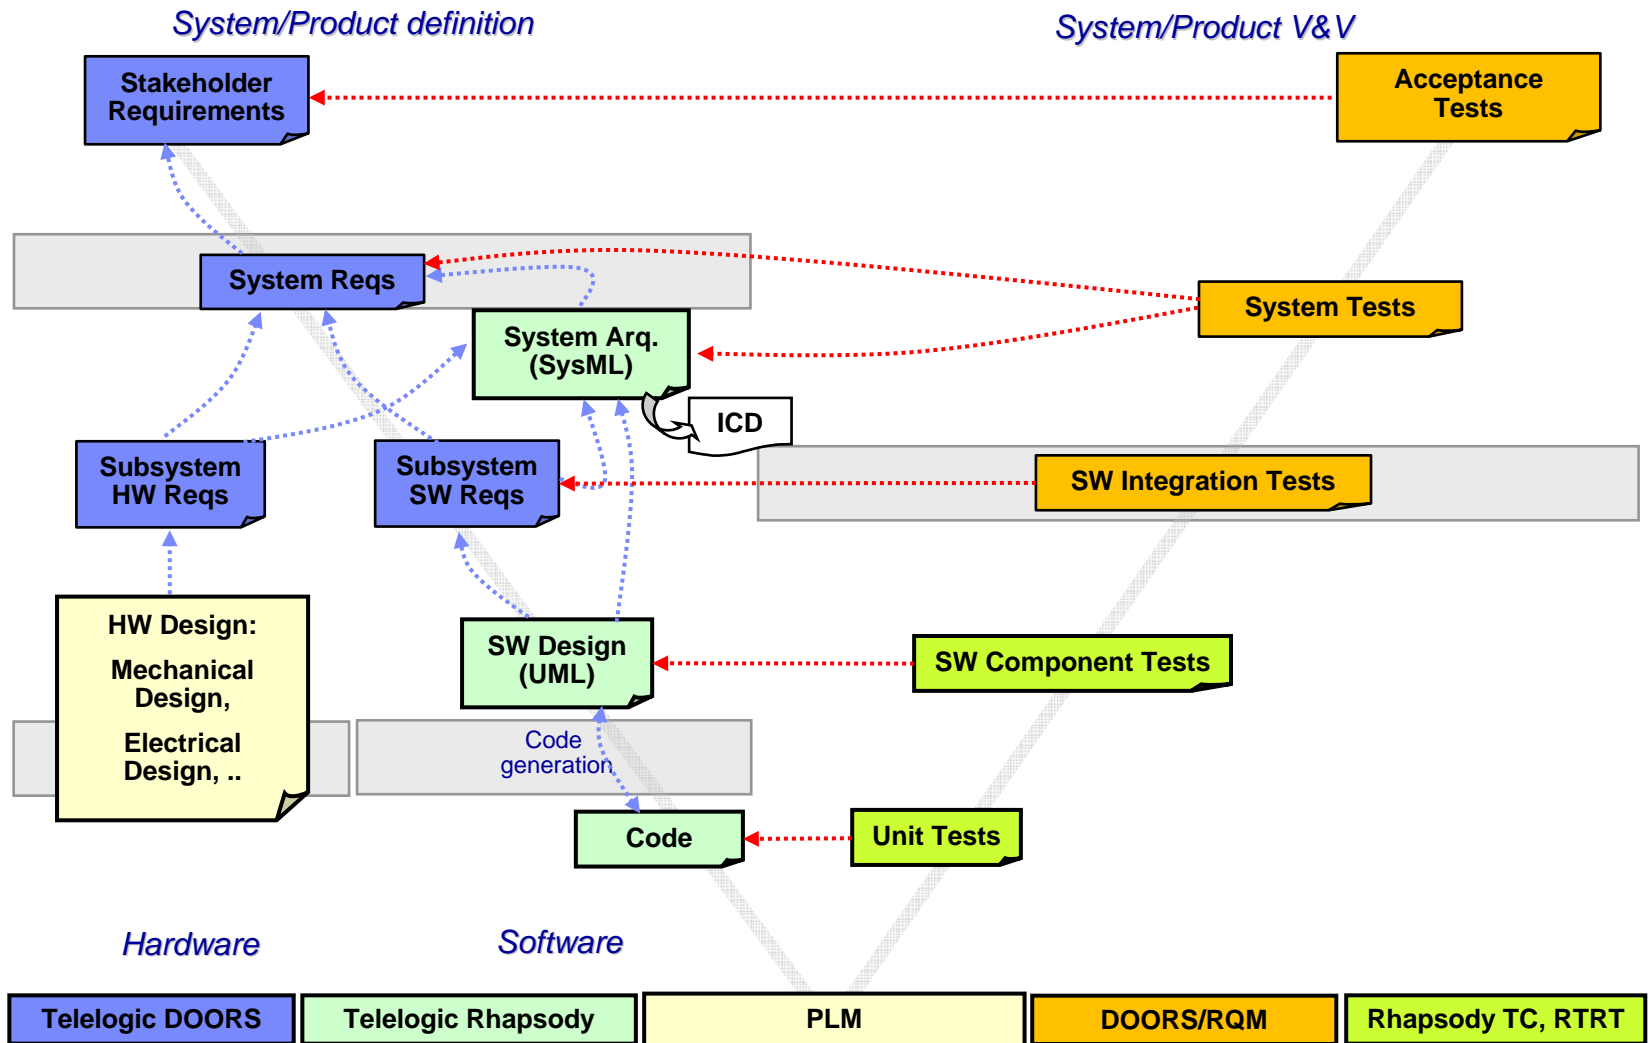 System/Product definition
System/Product V&V
Stakeholder
Requirements
Acceptance
Tests
System Reqs
System Tests
System Arq.
(SysML)
ICD
Subsystem
HW Reqs
Subsystem
SW Reqs
SW Integration Tests
HW Design:
Mechanical
Design,
Electrical
Design, ..
SW Design
(UML)
SW Component Tests
Code
generation
Code
Unit Tests
Hardware
Software
Telelogic DOORS
Telelogic Rhapsody
PLM
DOORS/RQM
Rhapsody TC, RTRT